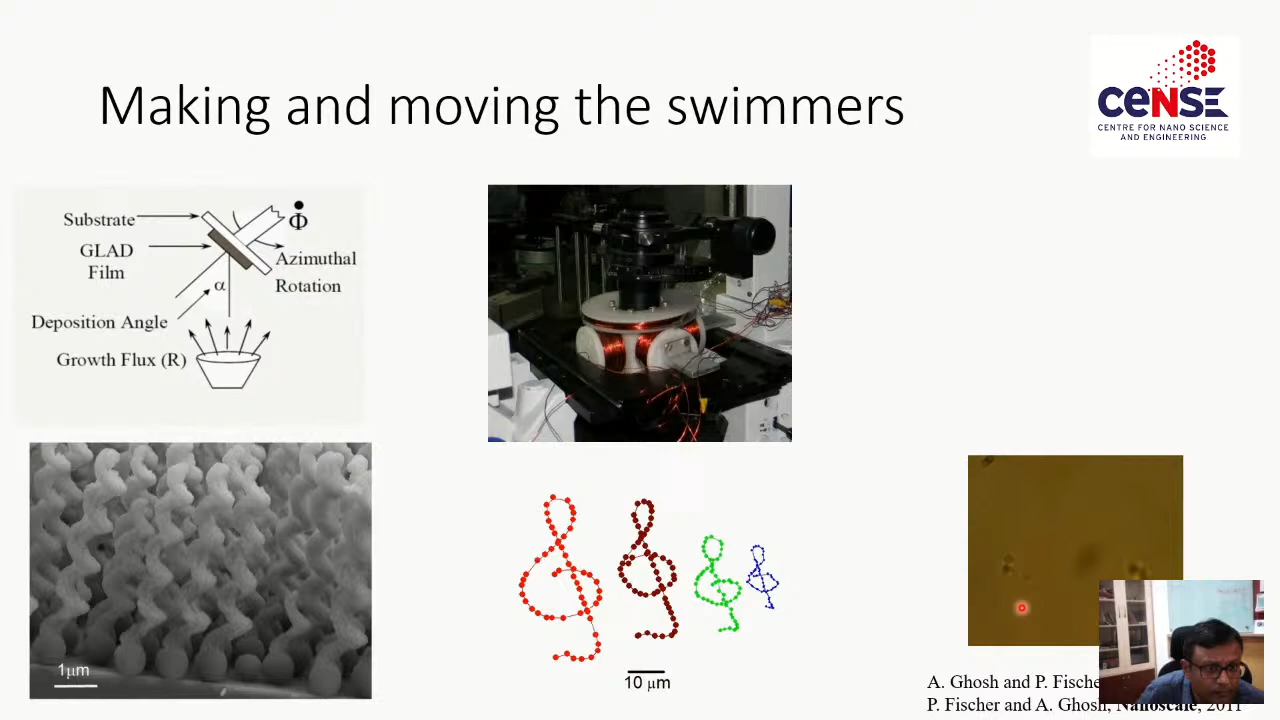 Making and moving the swimmers
CENSE
CENTRE FOR NANO SCIENCE
AND ENGINEERING
Substrate
GLAD
Film
Φ
Azimuthal
Rotation
α
Deposition Angle
Growth Flux (R)
1μm
10 μm
A. Ghosh and P. Fische
P. Fischer and A. Ghosh, Nanoscale, 2011